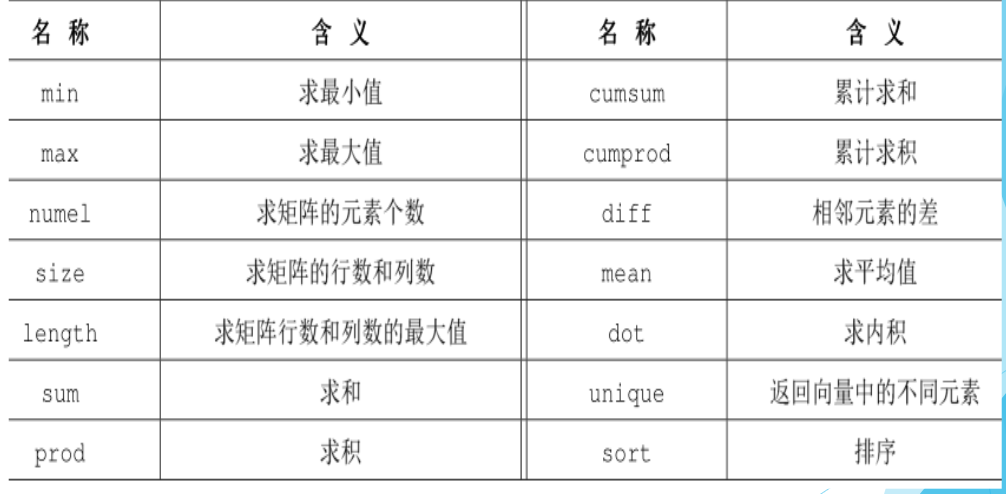 名 称 含 义 名 称 含 义
min 求最小值 cumsum 累计求和
max 求最大值 cumprod 累计求积
numel 求矩阵的元素个数 diff 相邻元素的差
size 求矩阵的行数和列数 mean 求平均值
length 求矩阵行数和列数的最大值 dot 求内积
sum 求和 unique 返回向量中的不同元素
prod 求积 sort 排序